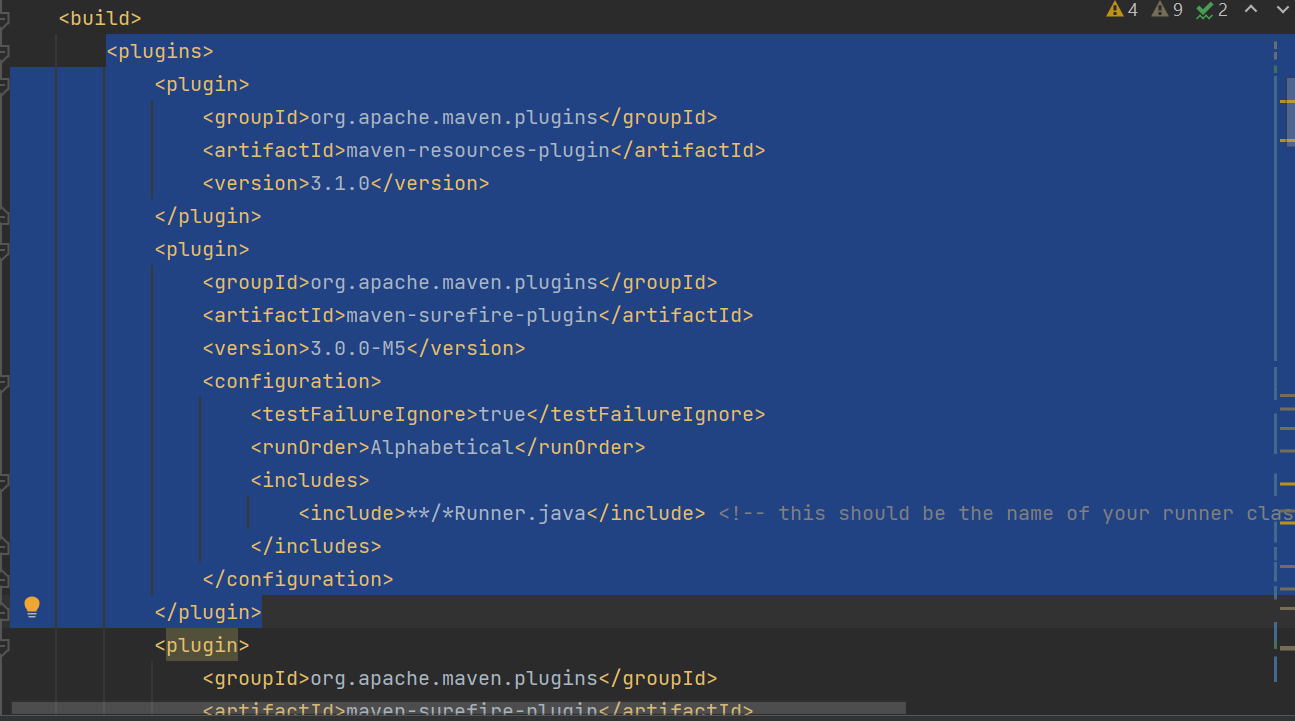 <build>
4 9 2
<plugins>
<plugin>
<groupId>org.apache.maven.plugins</groupId>
<artifactId>maven-resources-plugin</artifactId>
<version>3.1.0</version>
</plugin>
<plugin>
<groupId>org.apache.maven.plugins</groupId>
<artifactId>maven-surefire-plugin</artifactId>
<version>3.0.0-M5</version>
<configuration>
<testFailureIgnore>true</testFailureIgnore>
<runOrder>Alphabetical</runOrder>
<includes>
<include>**/*Runner.java</include> <!-- this should be the name of your runner clas
</includes>
</configuration>
</plugin>
<plugin>
<groupId>org.apache.maven.plugins</groupId>
<artifactId>maven-surefire-plugin</artifactId>